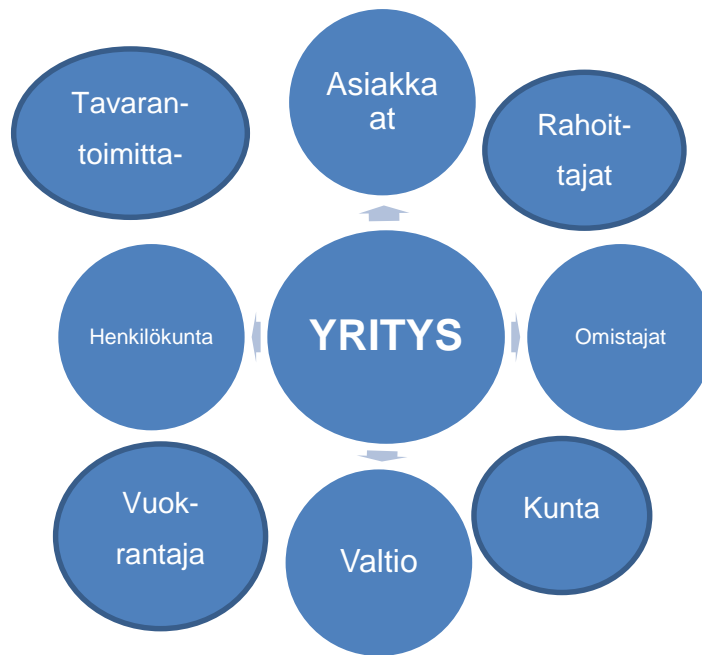 Asiakka
at
Tavaran-
toimitta-
Rahoit-
tajat
Henkilökunta
YRITYS
Omistajat
Vuok-
rantaja
Valtio
Kunta